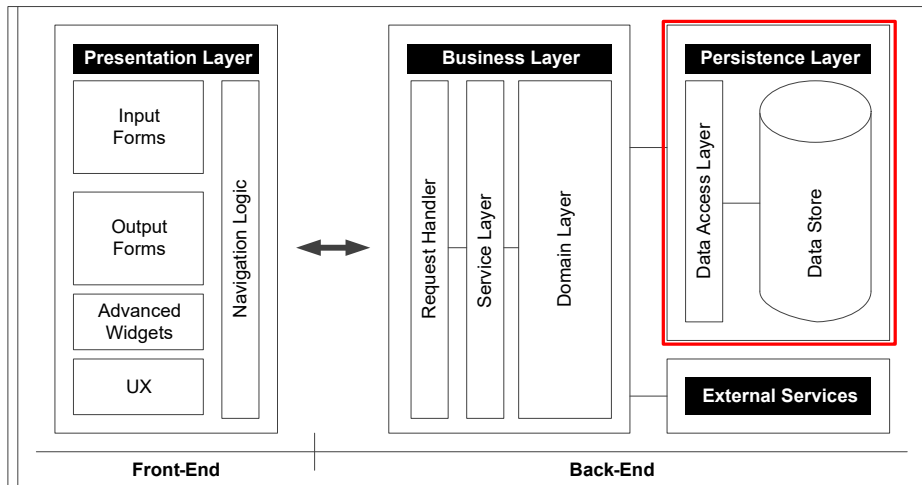 Presentation Layer
Input
Forms
Output
Forms
Advanced
Widgets
UX
Navigation Logic
Business Layer
Request Handler
Service Layer
Domain Layer
Persistence Layer
Data Access Layer
Data Store
External Services
Front-End
Back-End